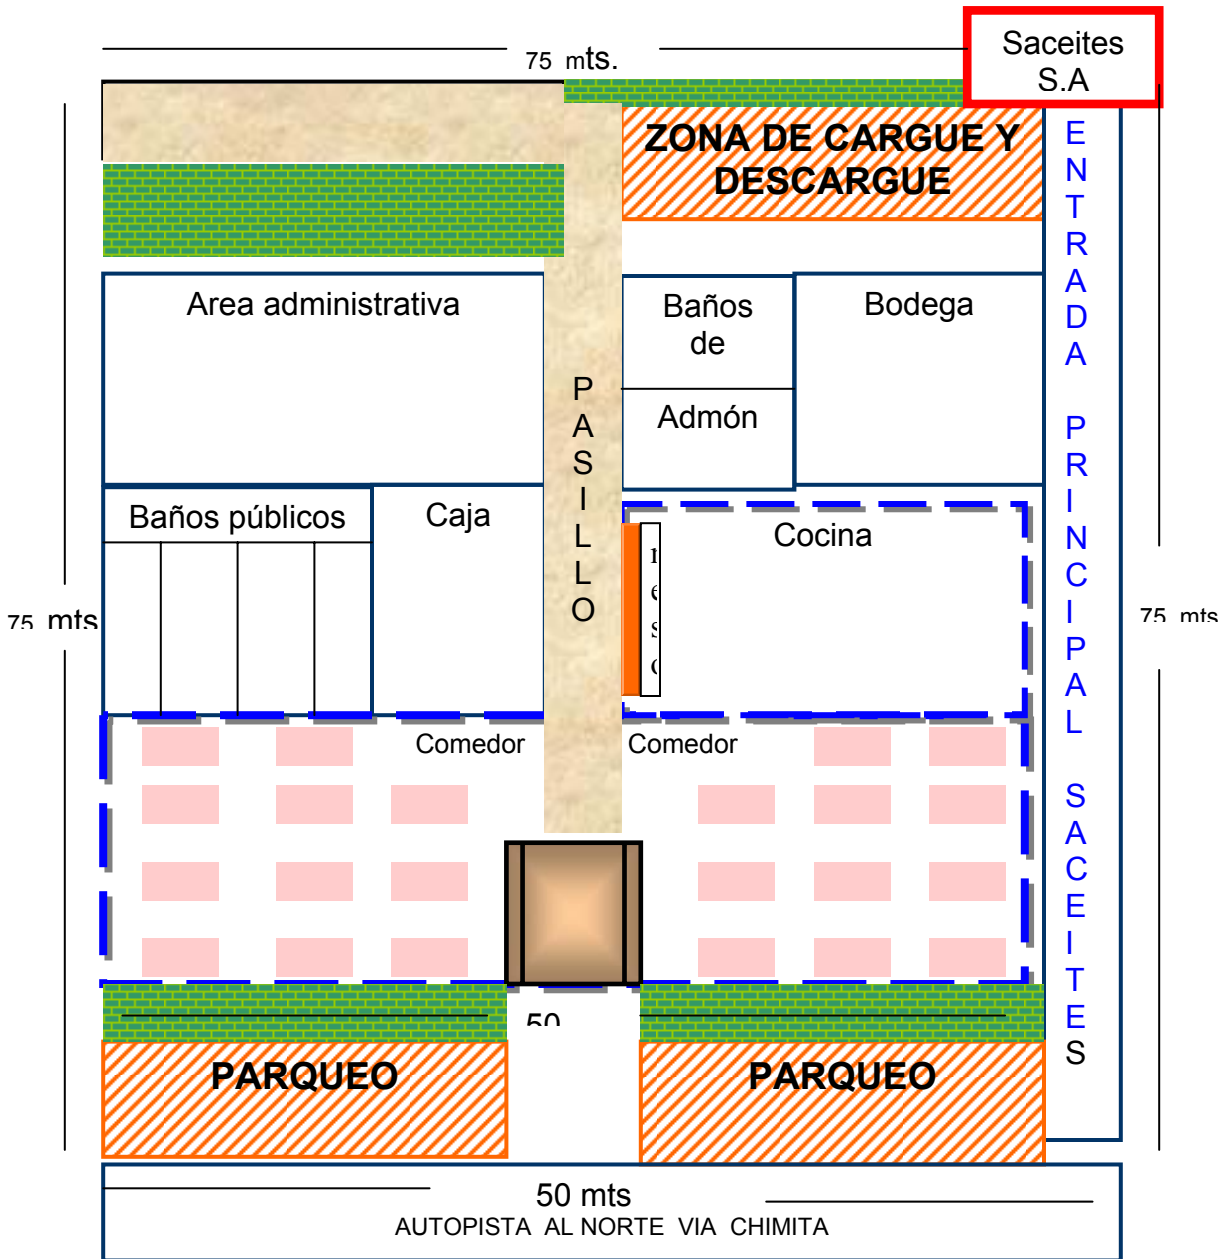 75 mts.
Saceites
S.A
ZONA DE CARGUE Y
DESCARGUE
ENTRADA PRINCIPAL SACEITES
Area administrativa
Baños
de
Admón
Bodega
PASILLO
Baños públicos
Caja
Cocina
75 mts
75 mts
Comedor
Comedor
50
PARQUEO
PARQUEO
50 mts
AUTOPISTA AL NORTE VIA CHIMITA